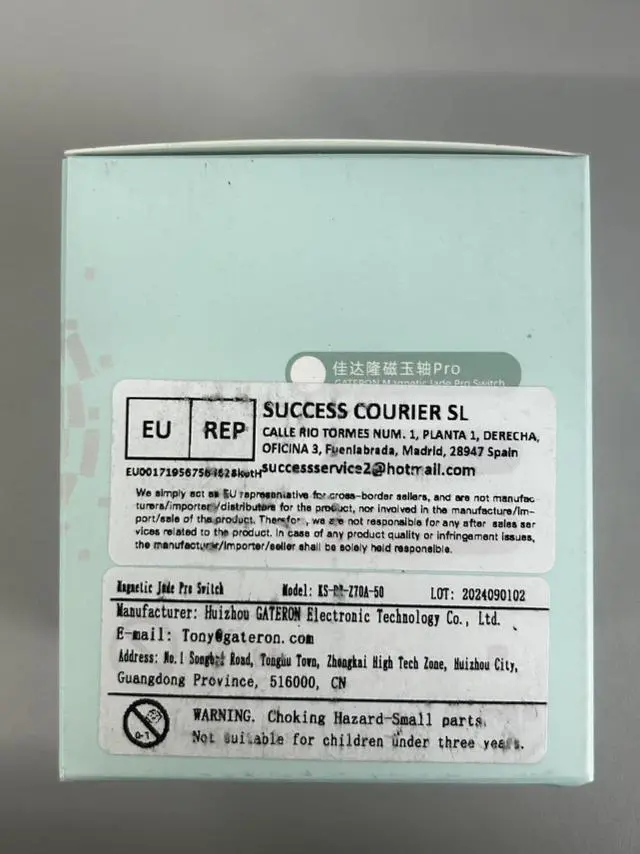 佳达隆磁玉轴Pro
GATERON Magnetic Jade Pro Switch
EU REP
SUCCESS COURIER SL
CALLE RIO TORMES NUM. 1, PLANTA 1, DERECHA,
OFICINA 3, Fuenlabrada, Madrid, 28947 Spain
successservice2@hotmail.com
We simply act as EU representative for cross-border sellers, and are not manufac-
turers/importer /distributors for the product, nor involved in the manufacture/im-
port/sale of the product. Therefor , we are not responsible for any after sales ser
vices related to the product. In case of any product quality or infringement issues,
the manufacturer/importer/seller shall be solely held responsible.
Magnetic Jade Pro Switch Model: LOT: 2024090102
Manufacturer: Huizhou GATERON Electronic Technology Co., Ltd.
E-mail: Tony@gateron.com
Address: No.1 Road, Tonghu Town, Zhongkai High Tech Zone, Huizhou City,
Guangdong Province, 516000, CN
0-3
WARNING. Choking Hazard-Small parts.
Not suitable for children under three years.